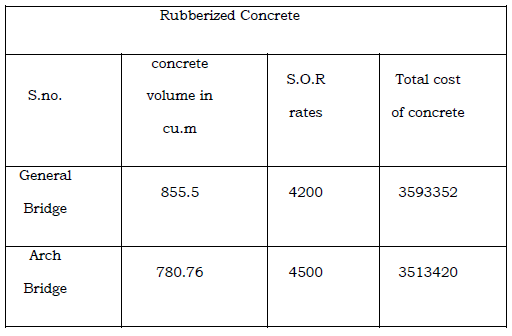 Rubberized Concrete
S.no.
concrete
volume in
cu.m
S.O.R
rates
Total cost
of concrete
General
Bridge
855.5
4200
3593352
Arch
Bridge
780.76
4500
3513420